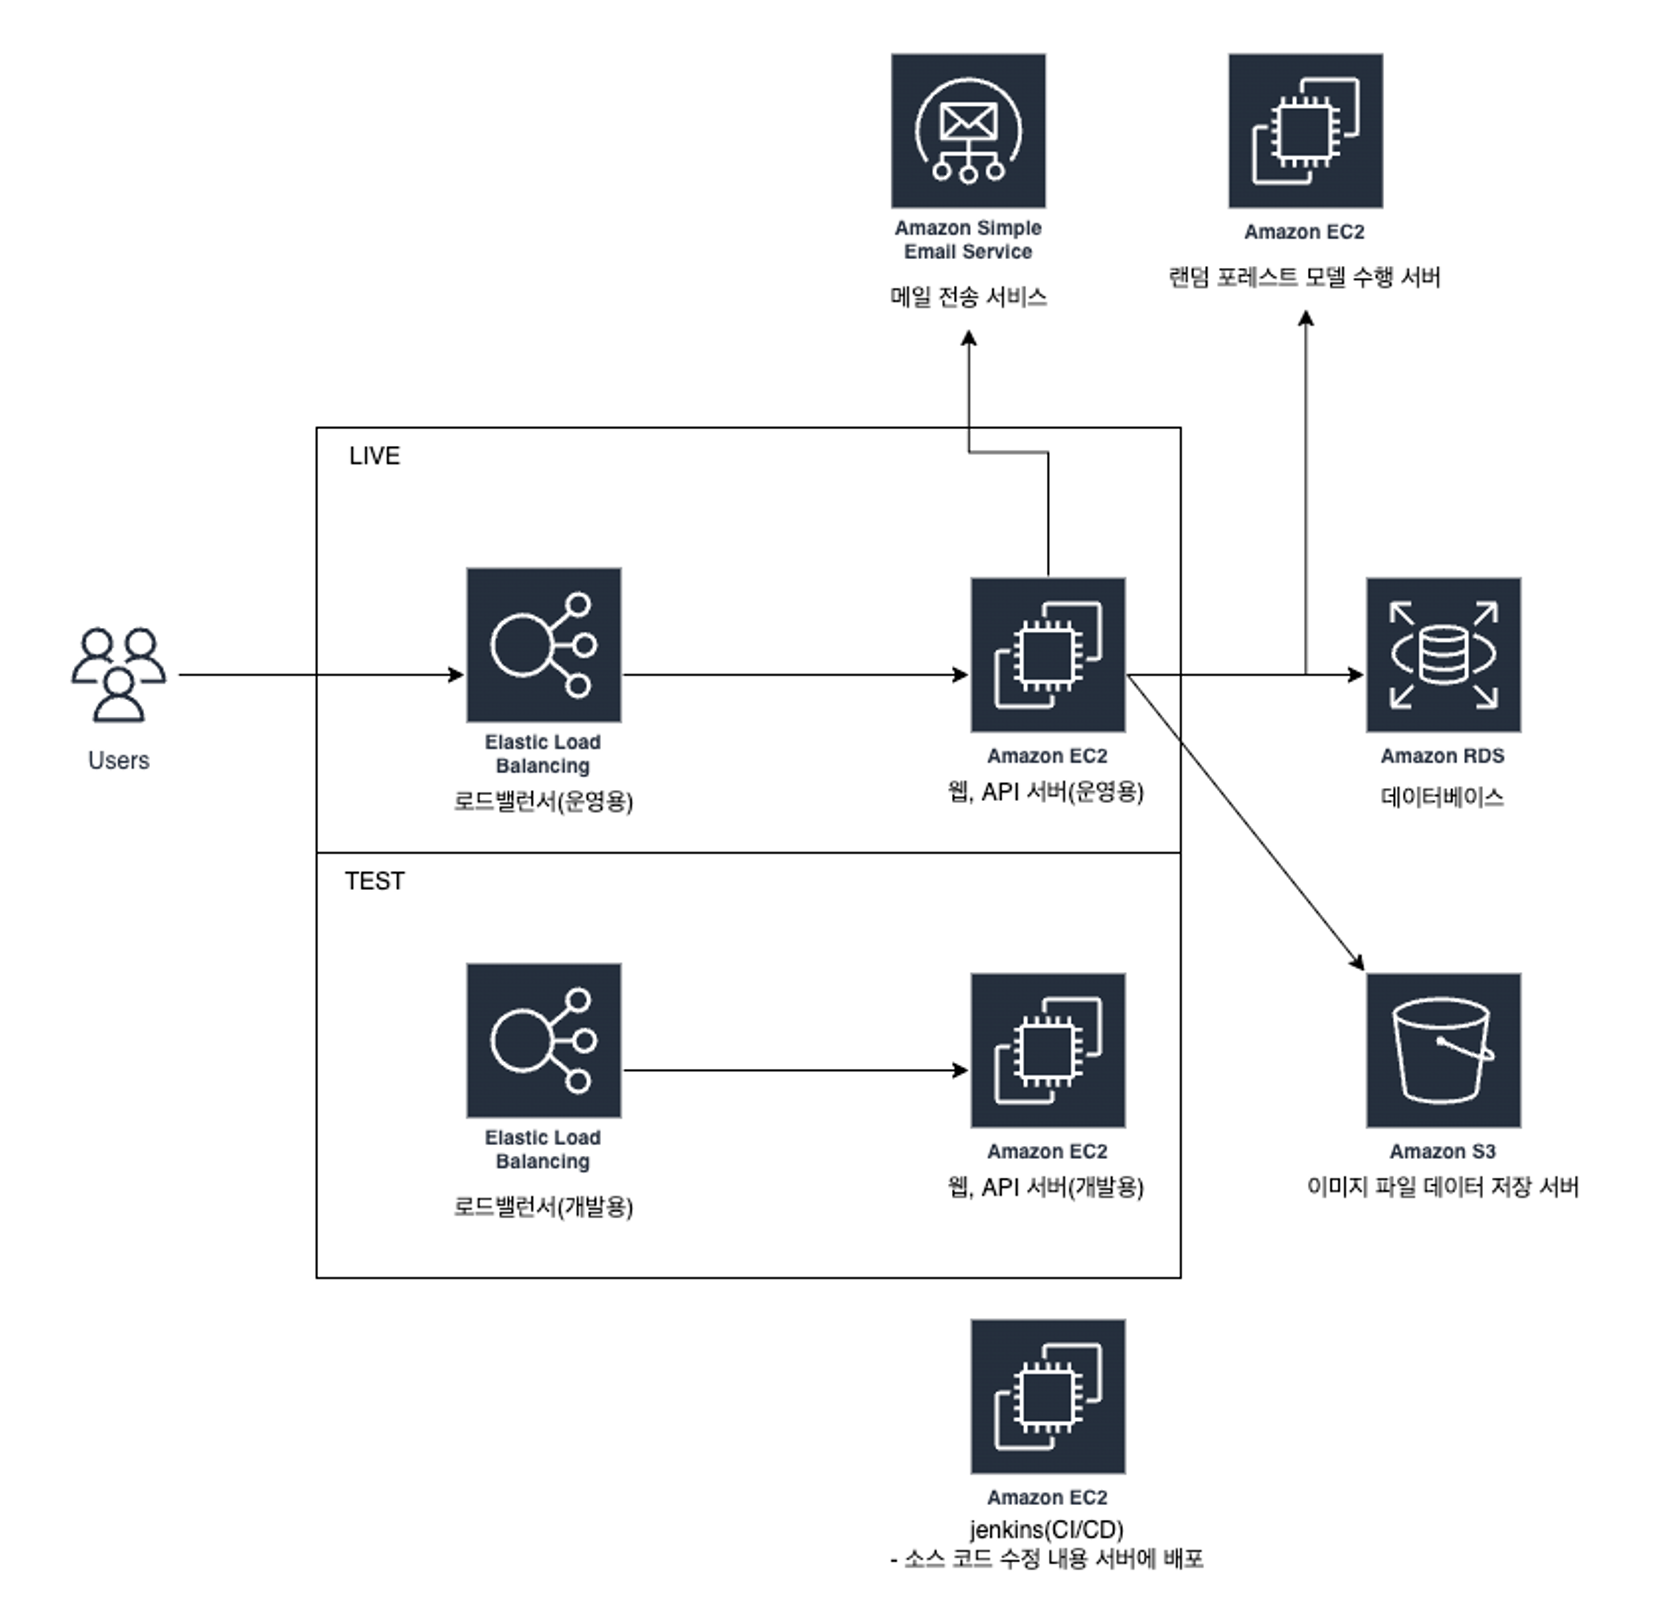 Amazon Simple
Email Service
메일 전송 서비스
Amazon EC2
랜덤 포레스트 모델 수행 서버
LIVE
Users
Elastic Load
Balancing
로드밸런서(운영용)
Amazon EC2
웹, API 서버(운영용)
Amazon RDS
데이터베이스
TEST
Elastic Load
Balancing
로드밸런서(개발용)
Amazon EC2
웹, API 서버(개발용)
Amazon S3
이미지 파일 데이터 저장 서버
Amazon EC2
jenkins(CI/CD)
- 소스 코드 수정 내용 서버에 배포